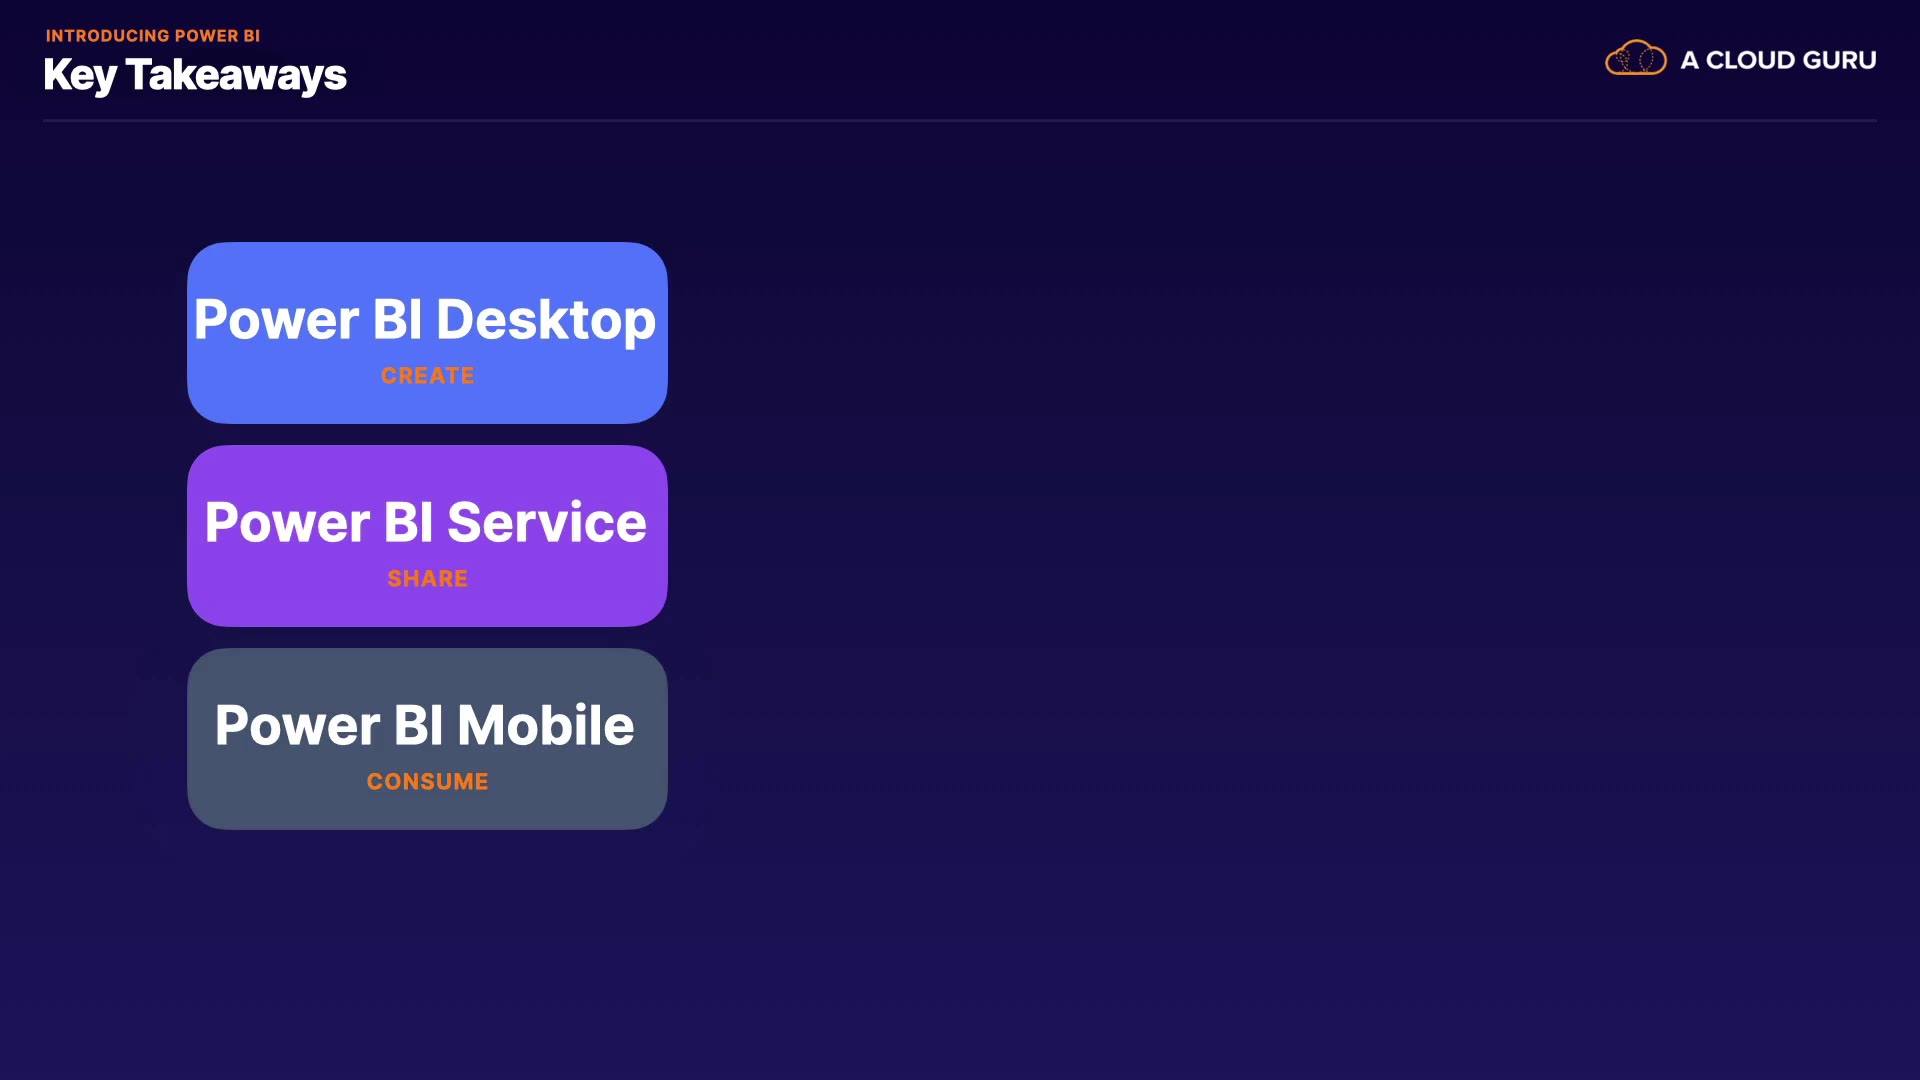 INTRODUCING POWER BI
Key Takeaways
A CLOUD GURU
Power BI Desktop
CREATE
Power BI Service
SHARE
Power BI Mobile
CONSUME